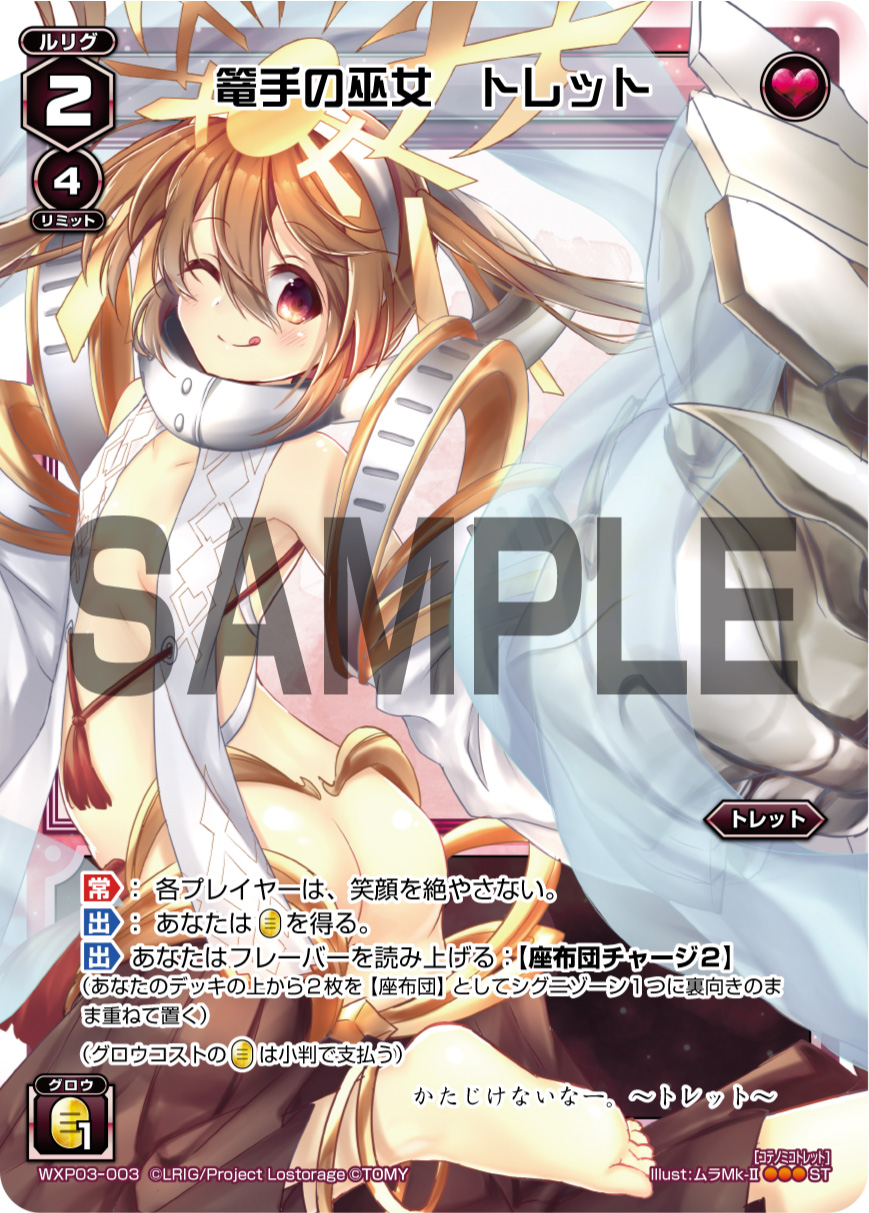 ルリグ
2
篭手の巫女　トレット
4
リミット
SAMPLE
トレット
常：各プレイヤーは、笑顔を絶やさない。
出：あなたは を得る。
出 あなたはフレーバーを読み上げる：【座布団チャージ２】
（あなたのデッキの上から２枚を【座布団】としてシグニゾーン１つに裏向きのま
ま重ねて置く）
（グロウコストの は小判で支払う）
かたじけないなー。～トレット～
グロウ
1
[コテノミコトレット]
WXP03-003 ©LRIG/Project Lostorage ©TOMY
Illust:ムラMk-Ⅱ ST